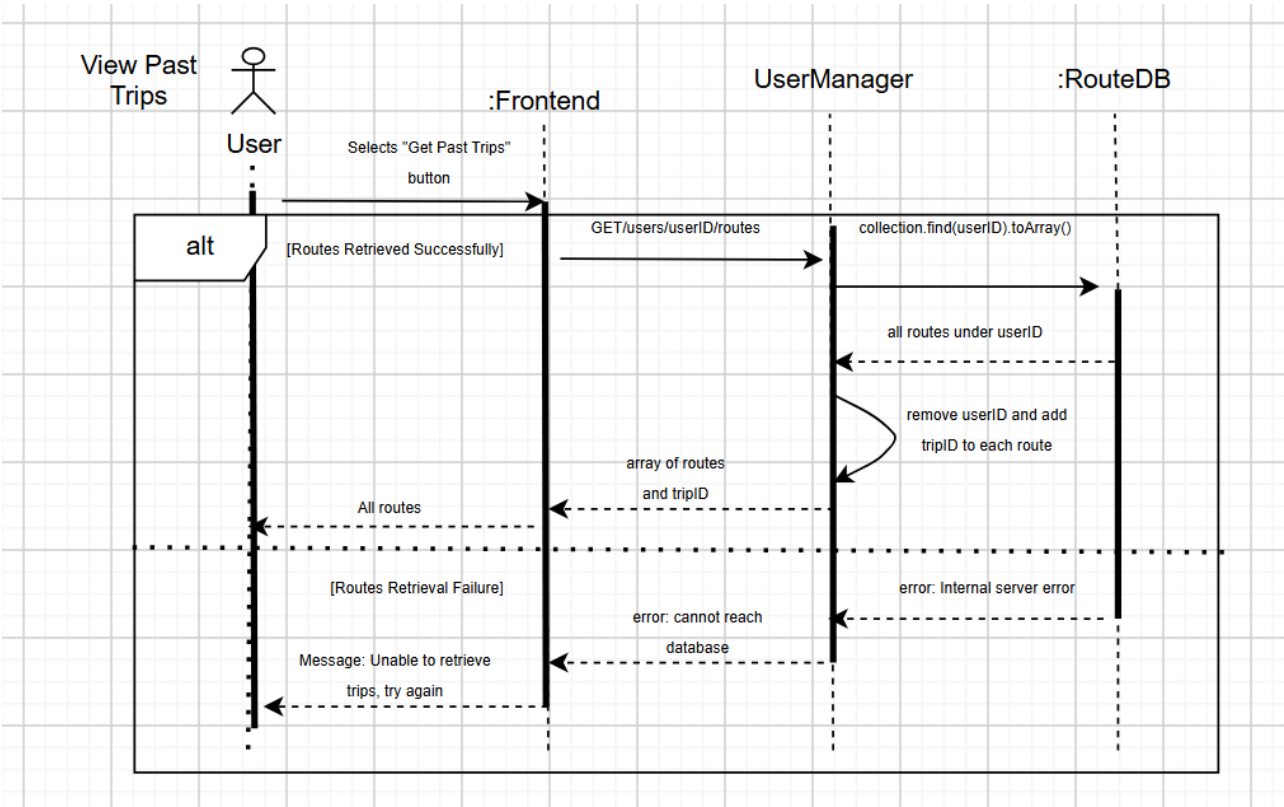 View Past
Trips
User
:Frontend
UserManager
:RouteDB
Selects "Get Past Trips"
button
alt
[Routes Retrieved Successfully]
GET/users/userID/routes
collection.find(userID).toArray()
all routes under userID
remove userID and add
tripID to each route
array of routes
and tripID
All routes
[Routes Retrieval Failure]
error: Internal server error
error: cannot reach
database
Message: Unable to retrieve
trips, try again